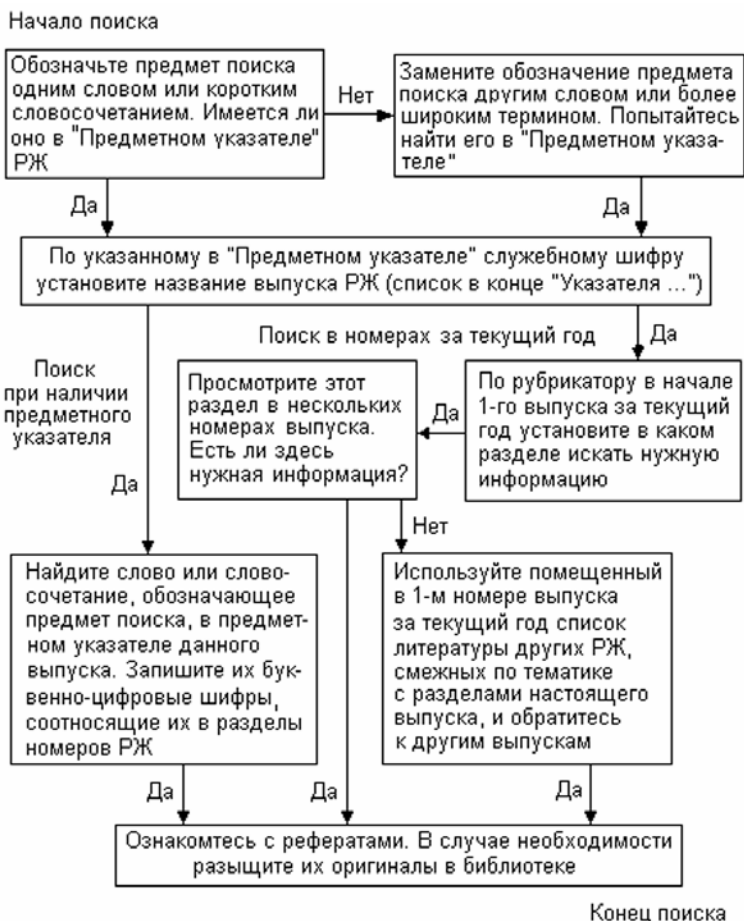 Начало поиска
Обозначьте предмет поиска
одним словом или коротким
словосочетанием. Имеется ли
оно в "Предметном указателе"
РЖ
Нет
Замените обозначение предмета
поиска другим словом или более
широким термином. Попытайтесь
найти его в "Предметном указа-
теле"
Да
Да
По указанному в "Предметном указателе" служебному шифру
установите название выпуска РЖ (список в конце "Указателя ...")
Поиск в номерах за текущий год
Да
Поиск
при наличии
предметного
указателя
Да
Просмотрите этот
раздел в нескольких
номерах выпуска.
Есть ли здесь
нужная информация?
Да
По рубрикатору в начале
1-го выпуска за текущий
год установите в каком
разделе искать нужную
информацию
Нет
Найдите слово или слово-
сочетание, обозначающее
предмет поиска, в предмет-
ном указателе данного
выпуска. Запишите их бук-
венно-цифровые шифры,
соотносящие их в разделы
номеров РЖ
Используйте помещенный
в 1-м номере выпуска
за текущий год список
литературы других РЖ,
смежных по тематике
с разделами настоящего
выпуска, и обратитесь
к другим выпускам
Да
Да
Да
Ознакомтесь с рефератами. В случае необходимости
разыщите их оригиналы в библиотеке
Конец поиска